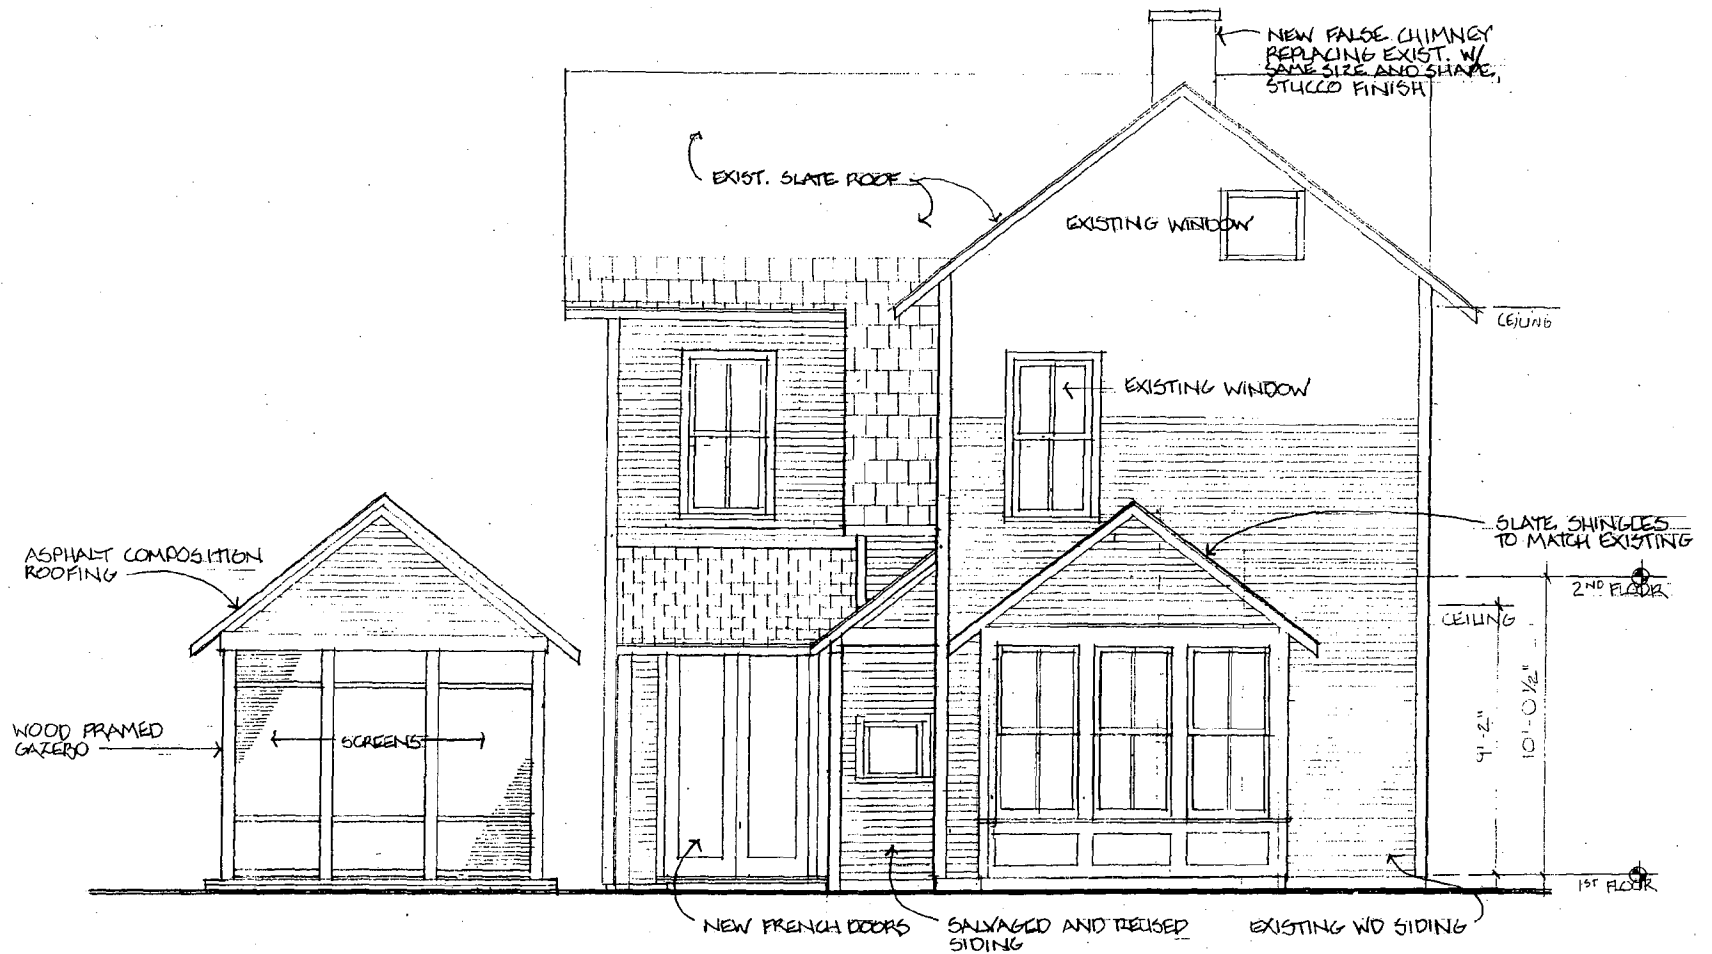 NEW FALSE CHIMNEY
REPLACING EXIST. W/
SAME SIZE AND SHAPE,
STUCCO FINISH
EXIST. SLATE ROOF
EXISTING WINDOW
CEILING
EXISTING WINDOW
SLATE SHINGLES
TO MATCH EXISTING
ASPHALT COMPOSITION
ROOFING
2ND FLOOR
CEILING
WOOD FRAMED
GAZEBO
SCREENS
9'-2"
10'-0 1/2"
1ST FLOOR
NEW FRENCH DOORS
SALVAGED AND REUSED
SIDING
EXISTING WD SIDING